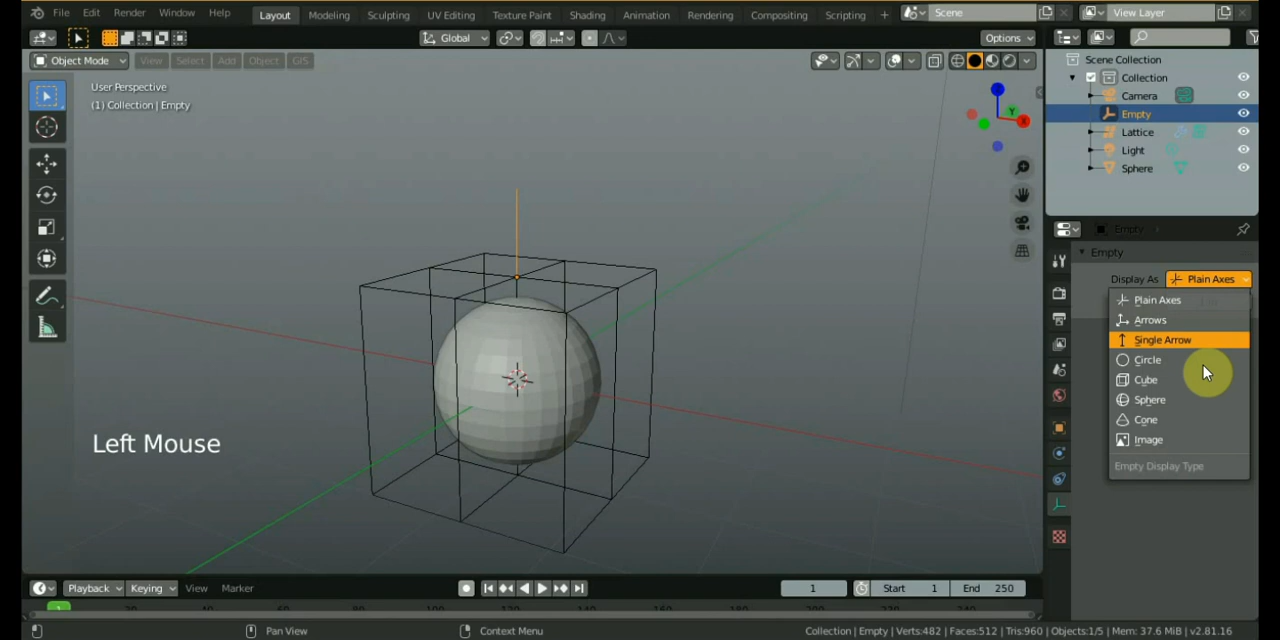 File Edit Render Window Help Layout Modeling Sculpting UV Editing Texture Paint Shading Animation Rendering Compositing Scripting + Scene View Layer
Global Options
Object Mode View Select Add Object GIS
User Perspective
(1) Collection | Empty
Z Y X
Scene Collection
Collection
Camera
Empty
Lattice
Light
Sphere
Empty
Empty
Display As Plain Axes
Plain Axes
Arrows
Single Arrow
Circle
Cube
Sphere
Cone
Image
Empty Display Type
Left Mouse
Playback Keying View Marker 1 Start 1 End 250
1
Pan View Context Menu Collection | Empty | Verts:482 | Faces:512 | Tris:960 | Objects:1/5 | Mem: 37.6 MiB | v2.81.16